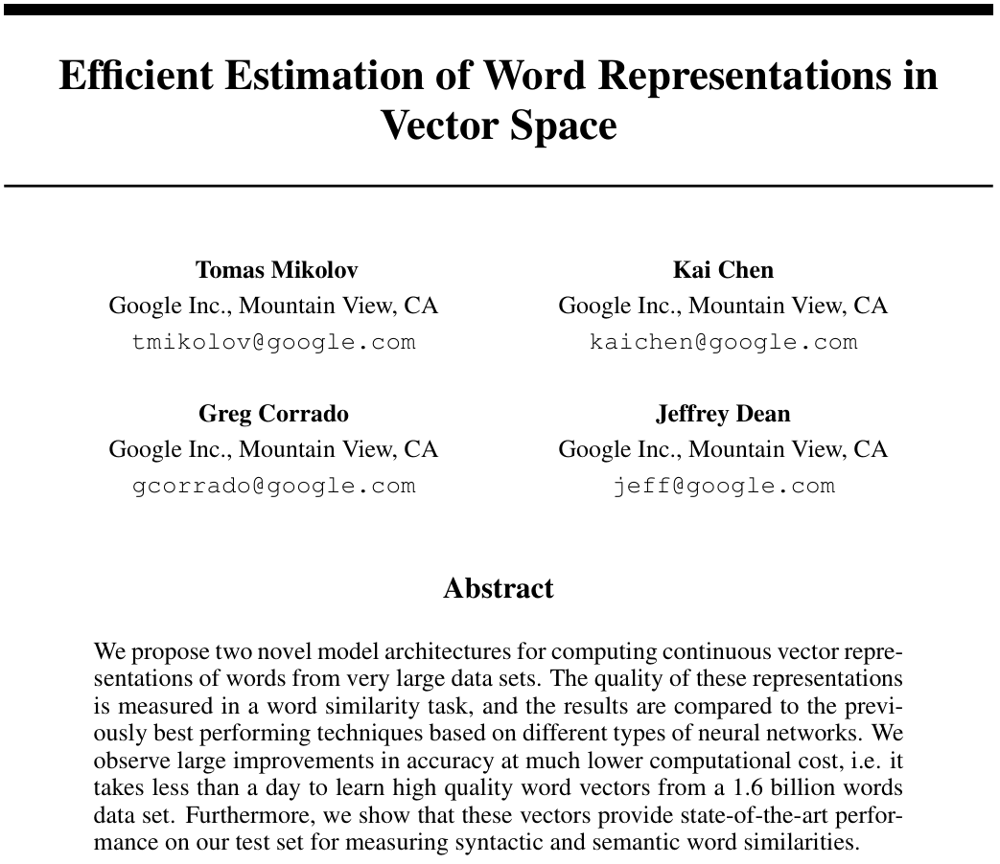 Efficient Estimation of Word Representations in
Vector Space
Tomas Mikolov
Google Inc., Mountain View, CA
tmikolov@google.com
Kai Chen
Google Inc., Mountain View, CA
kaichen@google.com
Greg Corrado
Google Inc., Mountain View, CA
gcorrado@google.com
Jeffrey Dean
Google Inc., Mountain View, CA
jeff@google.com
Abstract
We propose two novel model architectures for computing continuous vector repre-
sentations of words from very large data sets. The quality of these representations
is measured in a word similarity task, and the results are compared to the previ-
ously best performing techniques based on different types of neural networks. We
observe large improvements in accuracy at much lower computational cost, i.e. it
takes less than a day to learn high quality word vectors from a 1.6 billion words
data set. Furthermore, we show that these vectors provide state-of-the-art perfor-
mance on our test set for measuring syntactic and semantic word similarities.